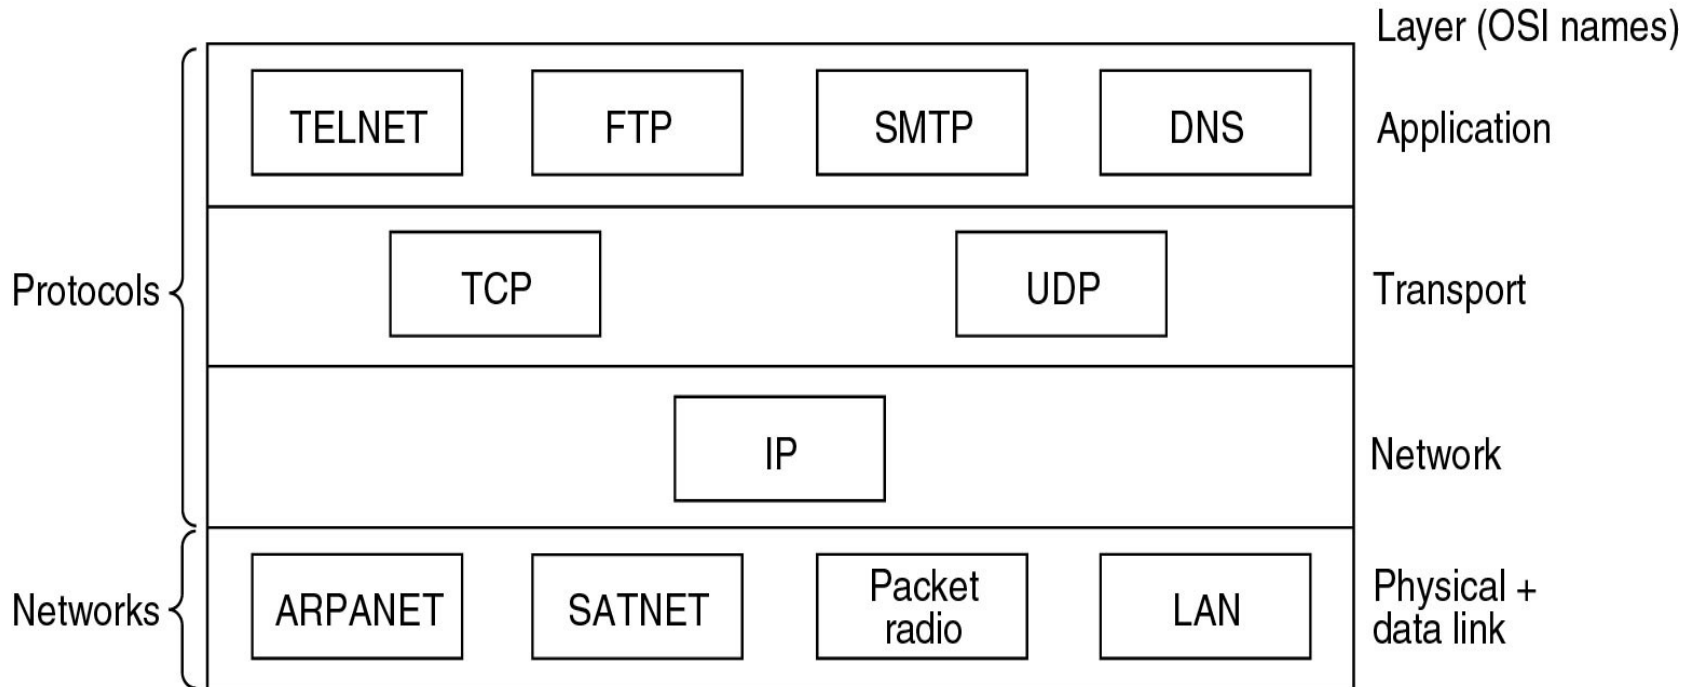 Layer (OSI names)
TELNET FTP SMTP DNS Application
Protocols TCP UDP Transport
IP Network
Networks ARPANET SATNET Packet radio LAN Physical +
data link